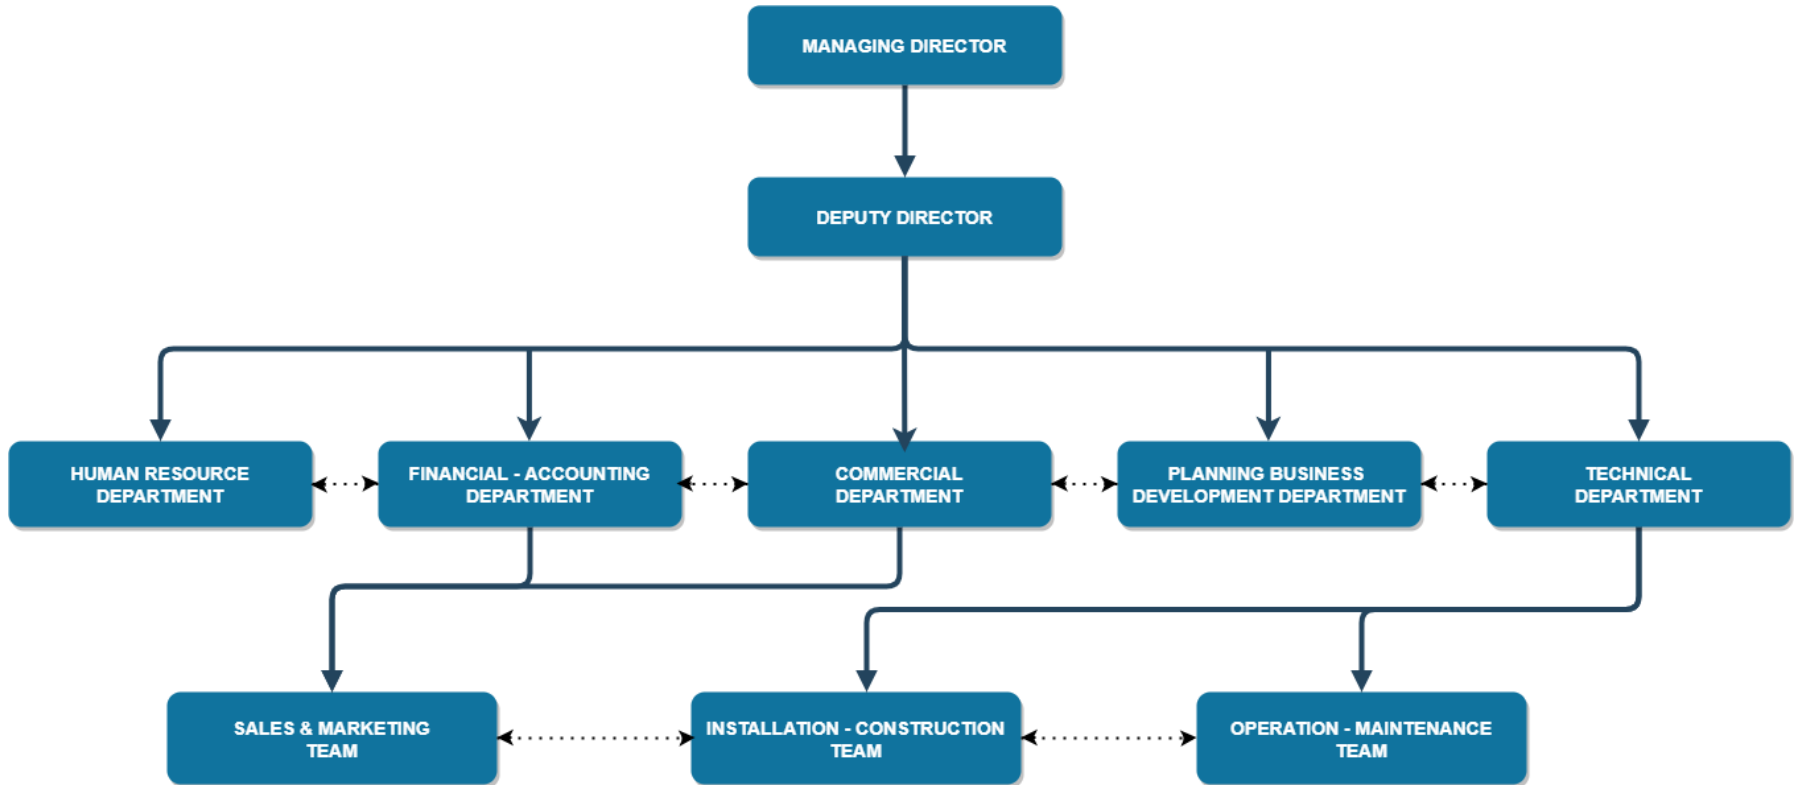 MANAGING DIRECTOR
DEPUTY DIRECTOR
HUMAN RESOURCE
DEPARTMENT
FINANCIAL - ACCOUNTING
DEPARTMENT
COMMERCIAL
DEPARTMENT
PLANNING BUSINESS
DEVELOPMENT DEPARTMENT
TECHNICAL
DEPARTMENT
SALES & MARKETING
TEAM
INSTALLATION - CONSTRUCTION
TEAM
OPERATION - MAINTENANCE
TEAM